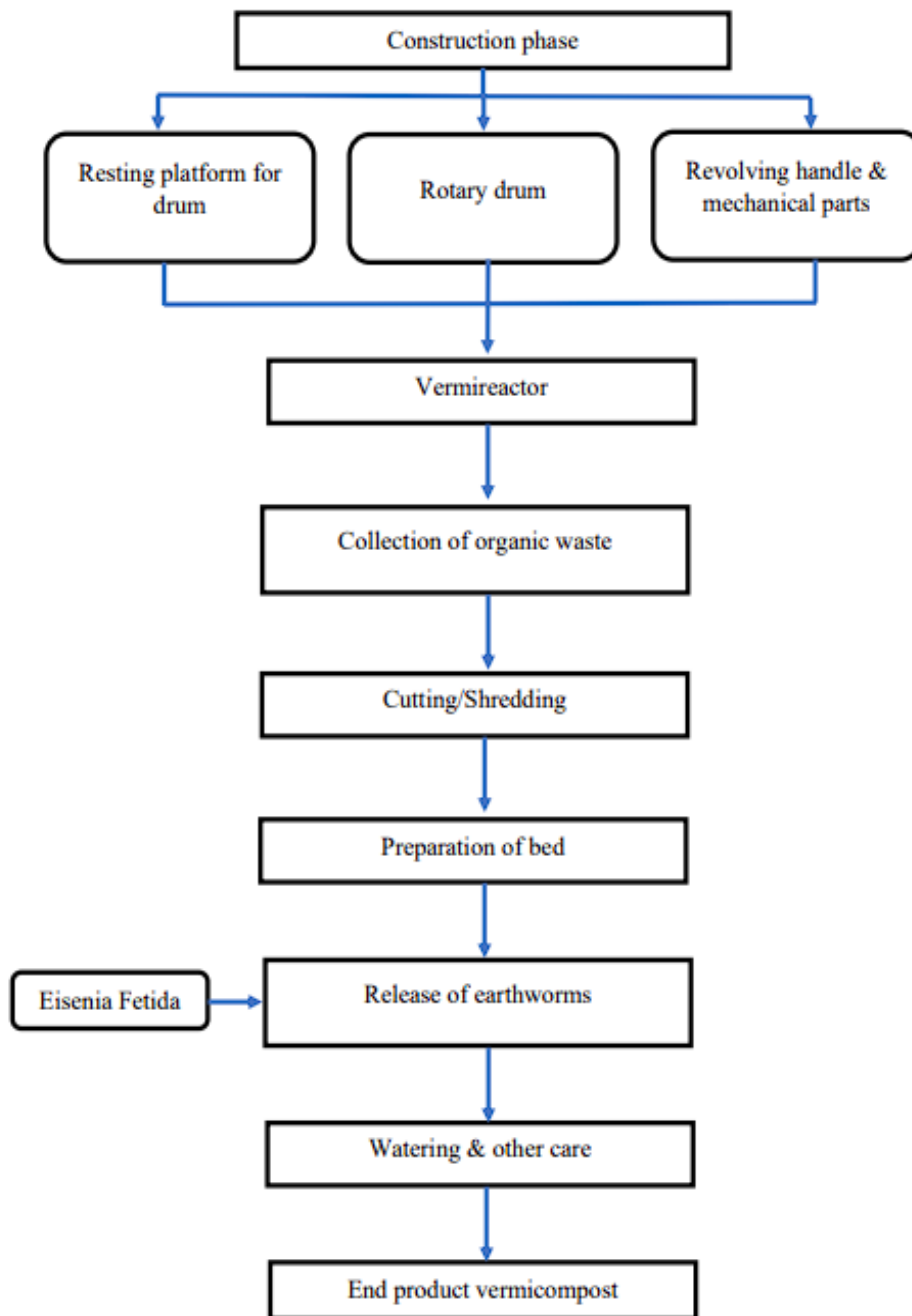 Construction phase
Resting platform for
drum
Rotary drum
Revolving handle &
mechanical parts
Vermireactor
Collection of organic waste
Cutting/Shredding
Preparation of bed
Eisenia Fetida
Release of earthworms
Watering & other care
End product vermicompost